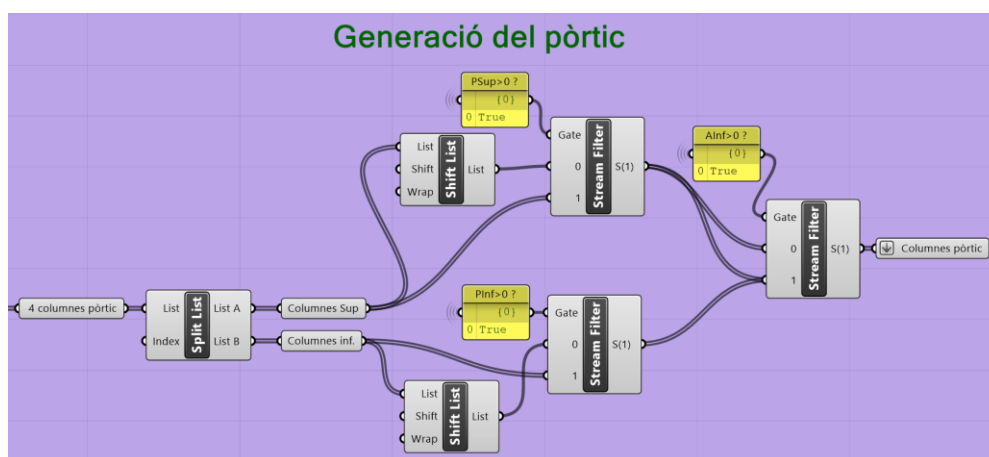 Generació del pòrtic
PSup>0 ?
{0}
0 True
List
Shift
Wrap
Shift List
List
Gate
0
1
Stream Filter
S(1)
AInf>0 ?
{0}
0 True
Gate
0
1
Stream Filter
S(1)
Columnes pòrtic
4 columnes pòrtic
List
Index
Split List
List A
List B
Columnes Sup
Columnes inf.
PInf>0 ?
{0}
0 True
Gate
0
1
Stream Filter
S(1)
List
Shift
Wrap
Shift List
List